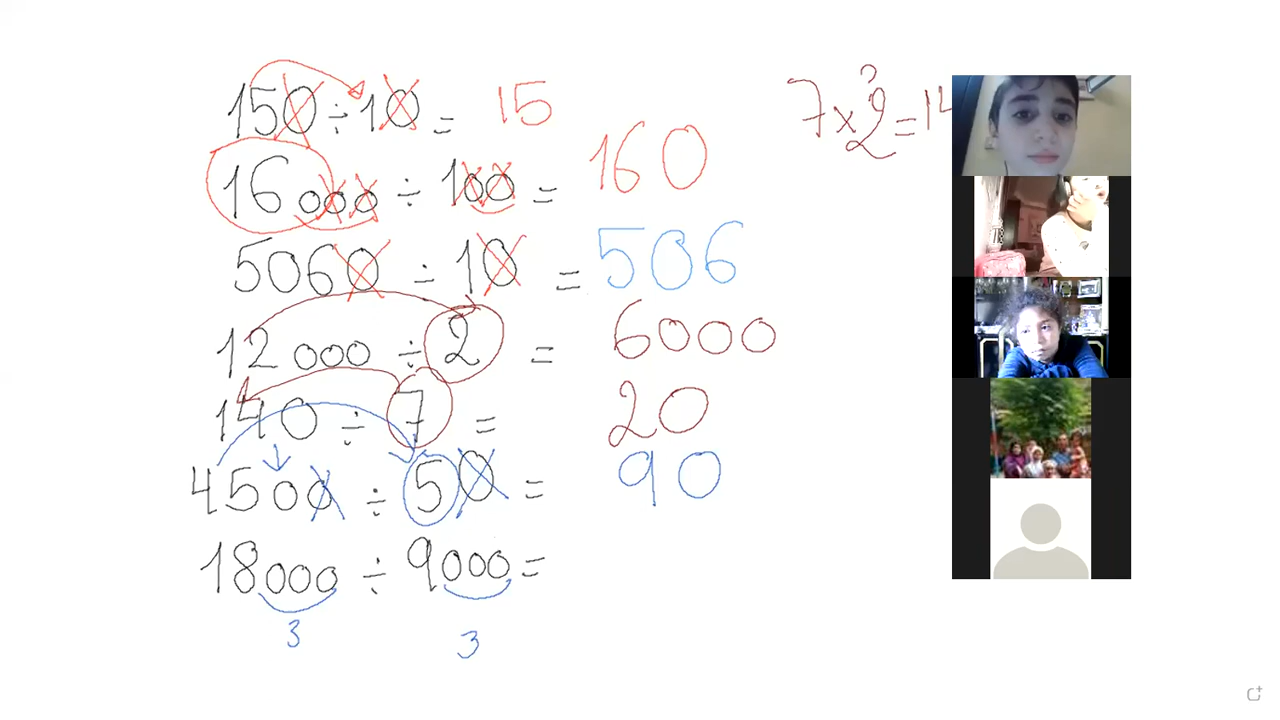 150 ÷ 10 = 15
7 x 2 = 14
16000 ÷ 100 = 160
5060 ÷ 10 = 506
12000 ÷ 2 = 6000
140 ÷ 7 = 20
4500 ÷ 50 = 90
18000 ÷ 9000 =
3 3